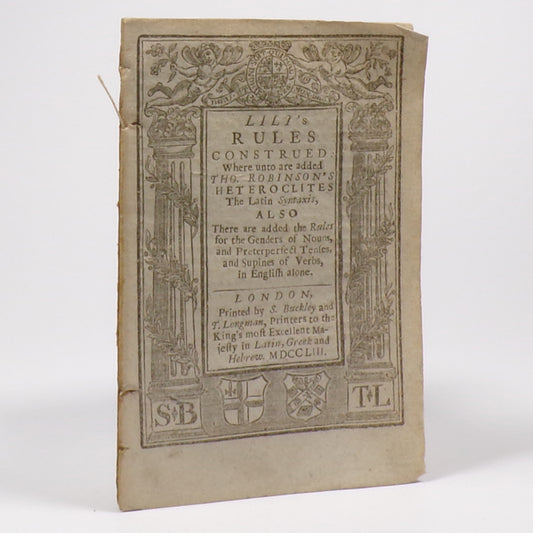 LILY's
RULES
CONSTRUED:
Where unto are added
THO. ROBINSON's
HETEROCLITES
The Latin Syntaxis,
ALSO
There are added the Rules
for the Genders of Nouns,
and Preterperfect Tenses,
and Supines of Verbs,
in English alone.
LONDON,
Printed by S. Buckley and
T. Longman, Printers to the
King's most Excellent Ma-
jesty in Latin, Greek and
Hebrew. MDCCLIII.
S B
T L